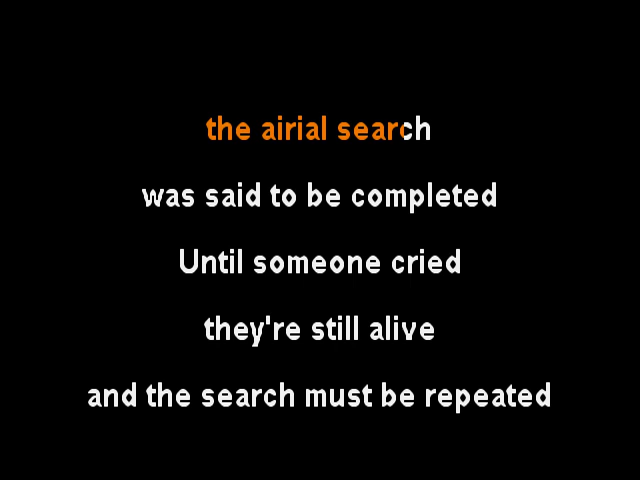 the airial search
was said to be completed
Until someone cried
they're still alive
and the search must be repeated